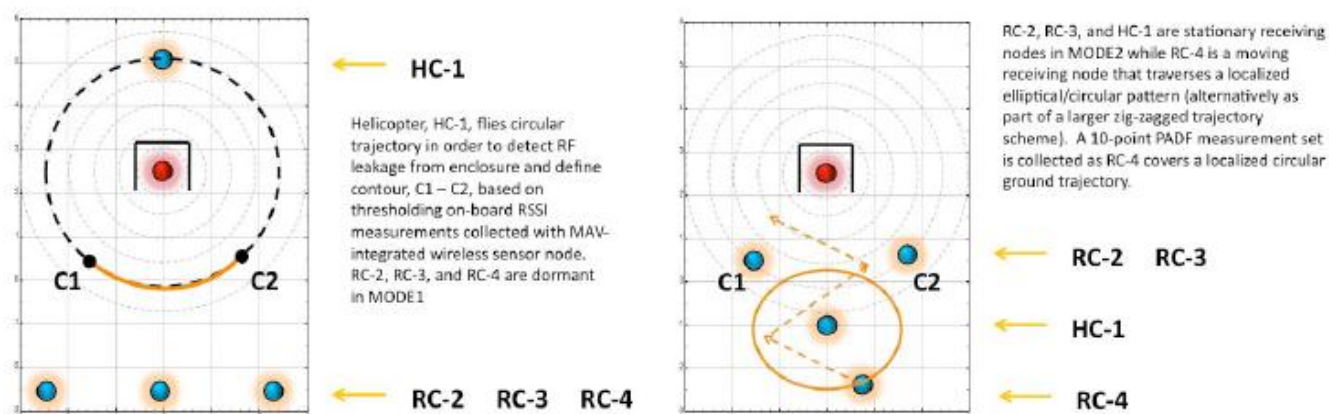 HC-1
Helicopter, HC-1, flies circular
trajectory in order to detect RF
leakage from enclosure and define
contour, C1 – C2, based on
thresholding on-board RSSI
measurements collected with MAV-
integrated wireless sensor node.
RC-2, RC-3, and RC-4 are dormant
in MODE1
C1
C2
RC-2 RC-3 RC-4
RC-2, RC-3, and HC-1 are stationary receiving
nodes in MODE2 while RC-4 is a moving
receiving node that traverses a localized
elliptical/circular pattern (alternatively as
part of a larger zig-zagged trajectory
scheme). A 10-point PADF measurement set
is collected as RC-4 covers a localized circular
ground trajectory.
C1
C2
RC-2 RC-3
HC-1
RC-4